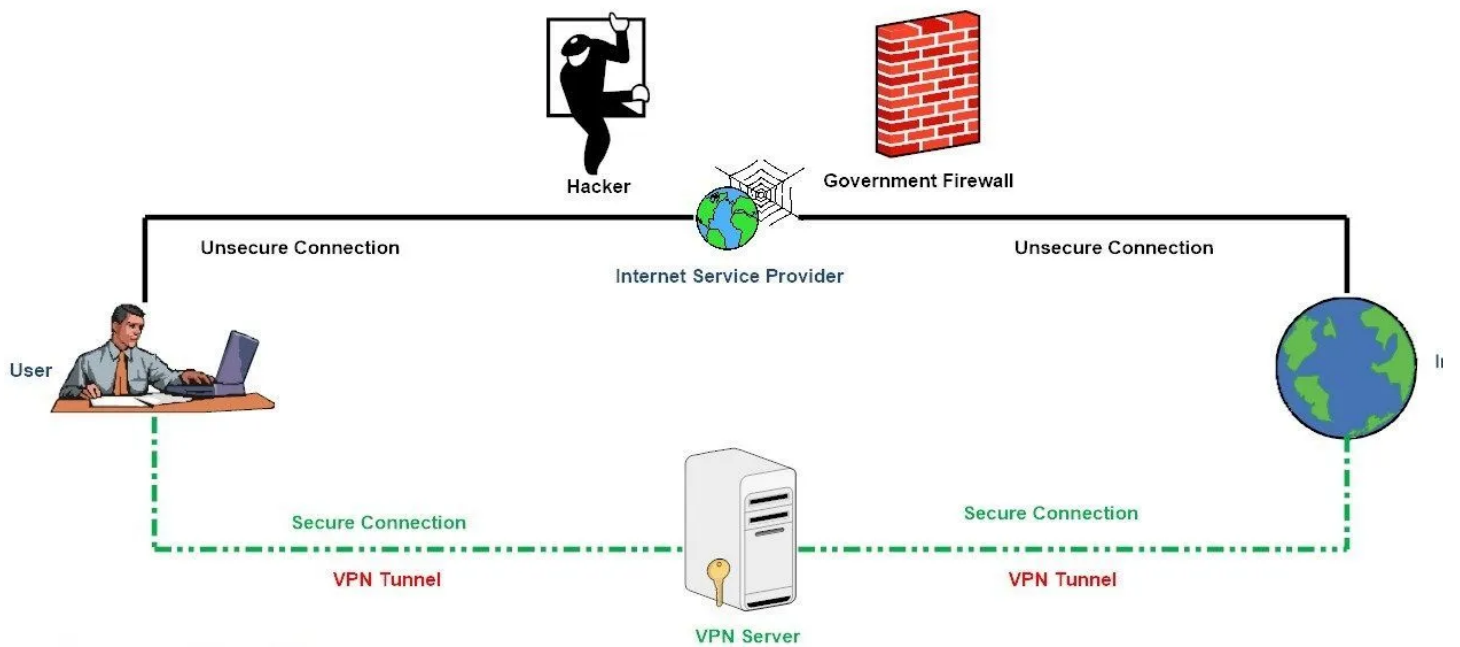 Hacker
Government Firewall
Unsecure Connection
Unsecure Connection
Internet Service Provider
User
Secure Connection
Secure Connection
VPN Tunnel
VPN Tunnel
VPN Server